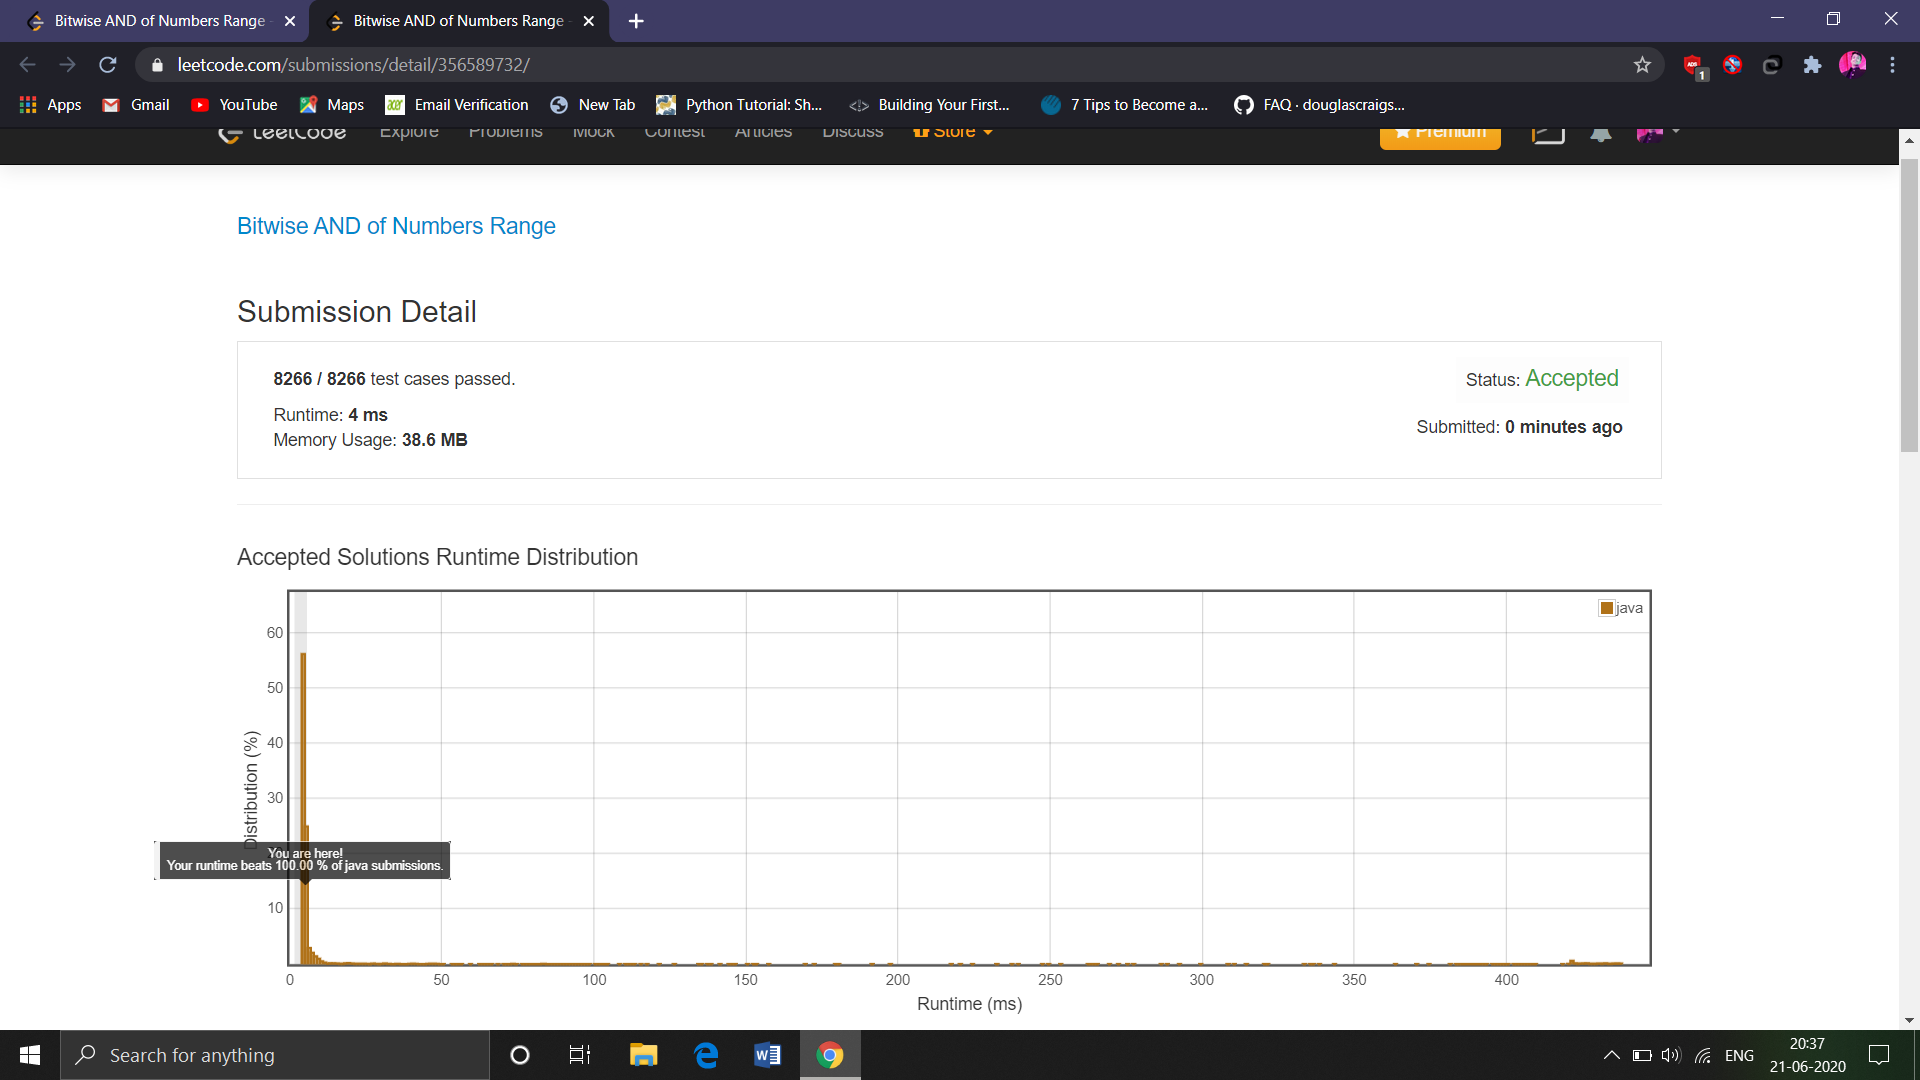 Bitwise AND of Numbers Range
Bitwise AND of Numbers Range
leetcode.com/submissions/detail/356589732/
ADS
1
Apps
Gmail
YouTube
Maps
acer
Email Verification
New Tab
Python Tutorial: Sh...
Building Your First...
7 Tips to Become a...
FAQ · douglascraigs...
LeetCode
Explore
Problems
Mock
Contest
Articles
Discuss
Store
Premium
Bitwise AND of Numbers Range
Submission Detail
8266 / 8266 test cases passed.
Status: Accepted
Runtime: 4 ms
Submitted: 0 minutes ago
Memory Usage: 38.6 MB
Accepted Solutions Runtime Distribution
java
60
50
40
30
10
Distribution (%)
You are here!
Your runtime beats 100.00 % of java submissions.
0
50
100
150
200
250
300
350
400
Runtime (ms)
Search for anything
ENG
20:37
21-06-2020